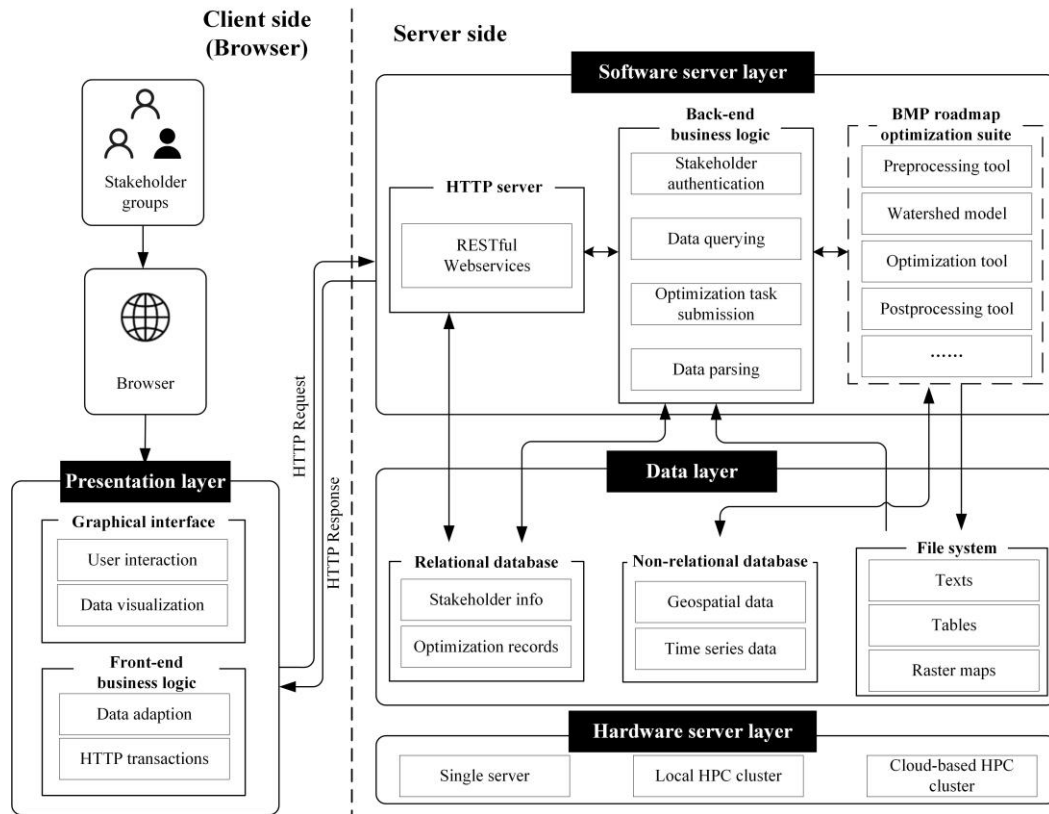 Client side
(Browser)
Stakeholder
groups
Browser
Presentation layer
Graphical interface
User interaction
Data visualization
Front-end
business logic
Data adaption
HTTP transactions
HTTP Request
HTTP Response
Server side
Software server layer
HTTP server
RESTful
Webservices
Back-end
business logic
Stakeholder
authentication
Data querying
Optimization task
submission
Data parsing
BMP roadmap
optimization suite
Preprocessing tool
Watershed model
Optimization tool
Postprocessing tool
......
Data layer
Relational database
Stakeholder info
Optimization records
Non-relational database
Geospatial data
Time series data
File system
Texts
Tables
Raster maps
Hardware server layer
Single server
Local HPC cluster
Cloud-based HPC
cluster